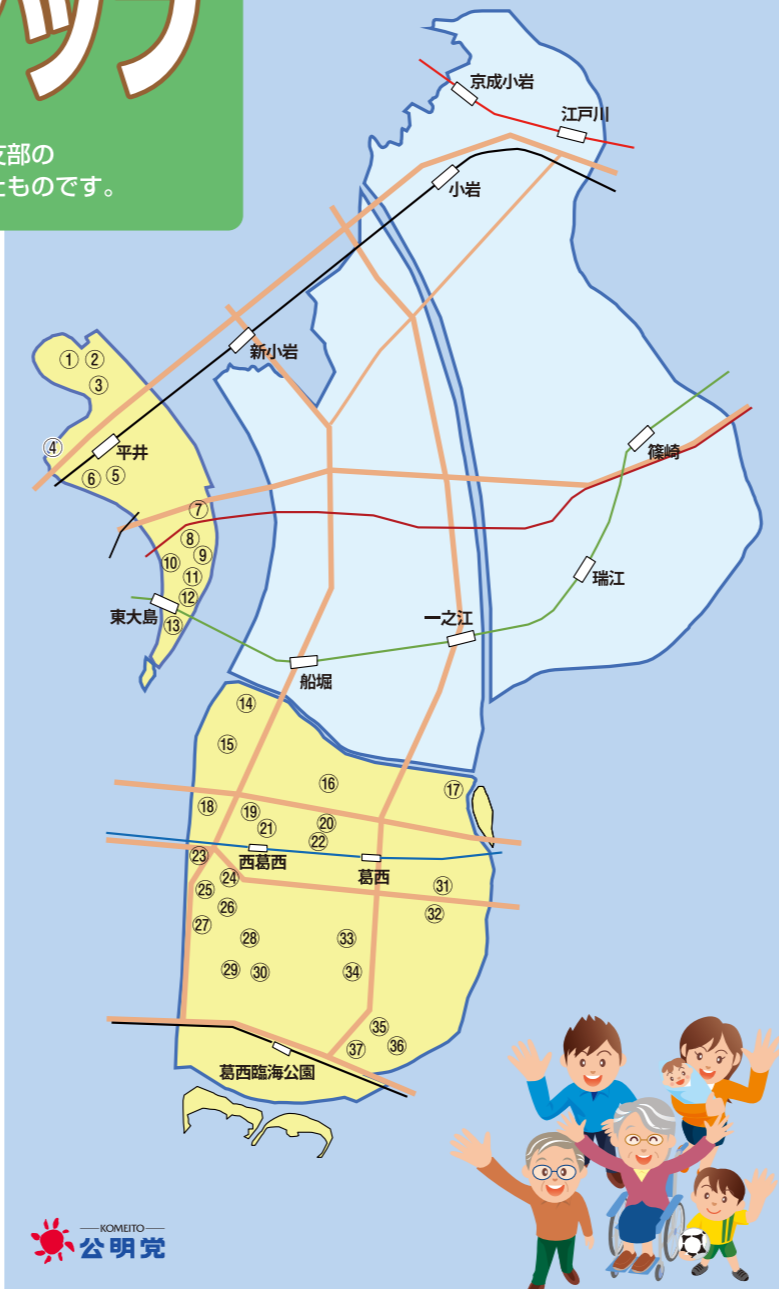 ップ
支部の
たものです。
京成小岩
江戸川
小岩
新小岩
① ②
③
④
平井
⑥ ⑤
篠崎
⑦
⑧
⑨
⑩
⑪
⑫
瑞江
東大島
⑬
一之江
船堀
⑭
⑮
⑯
⑰
⑱
⑲
⑳
㉑
㉒
西葛西
㉓
葛西
㉔
㉕
㉛
㉖
㉜
㉗
㉘
㉝
㉙ ㉚
㉞
㉟
㊱
㊲
葛西臨海公園
KOMEITO
公明党